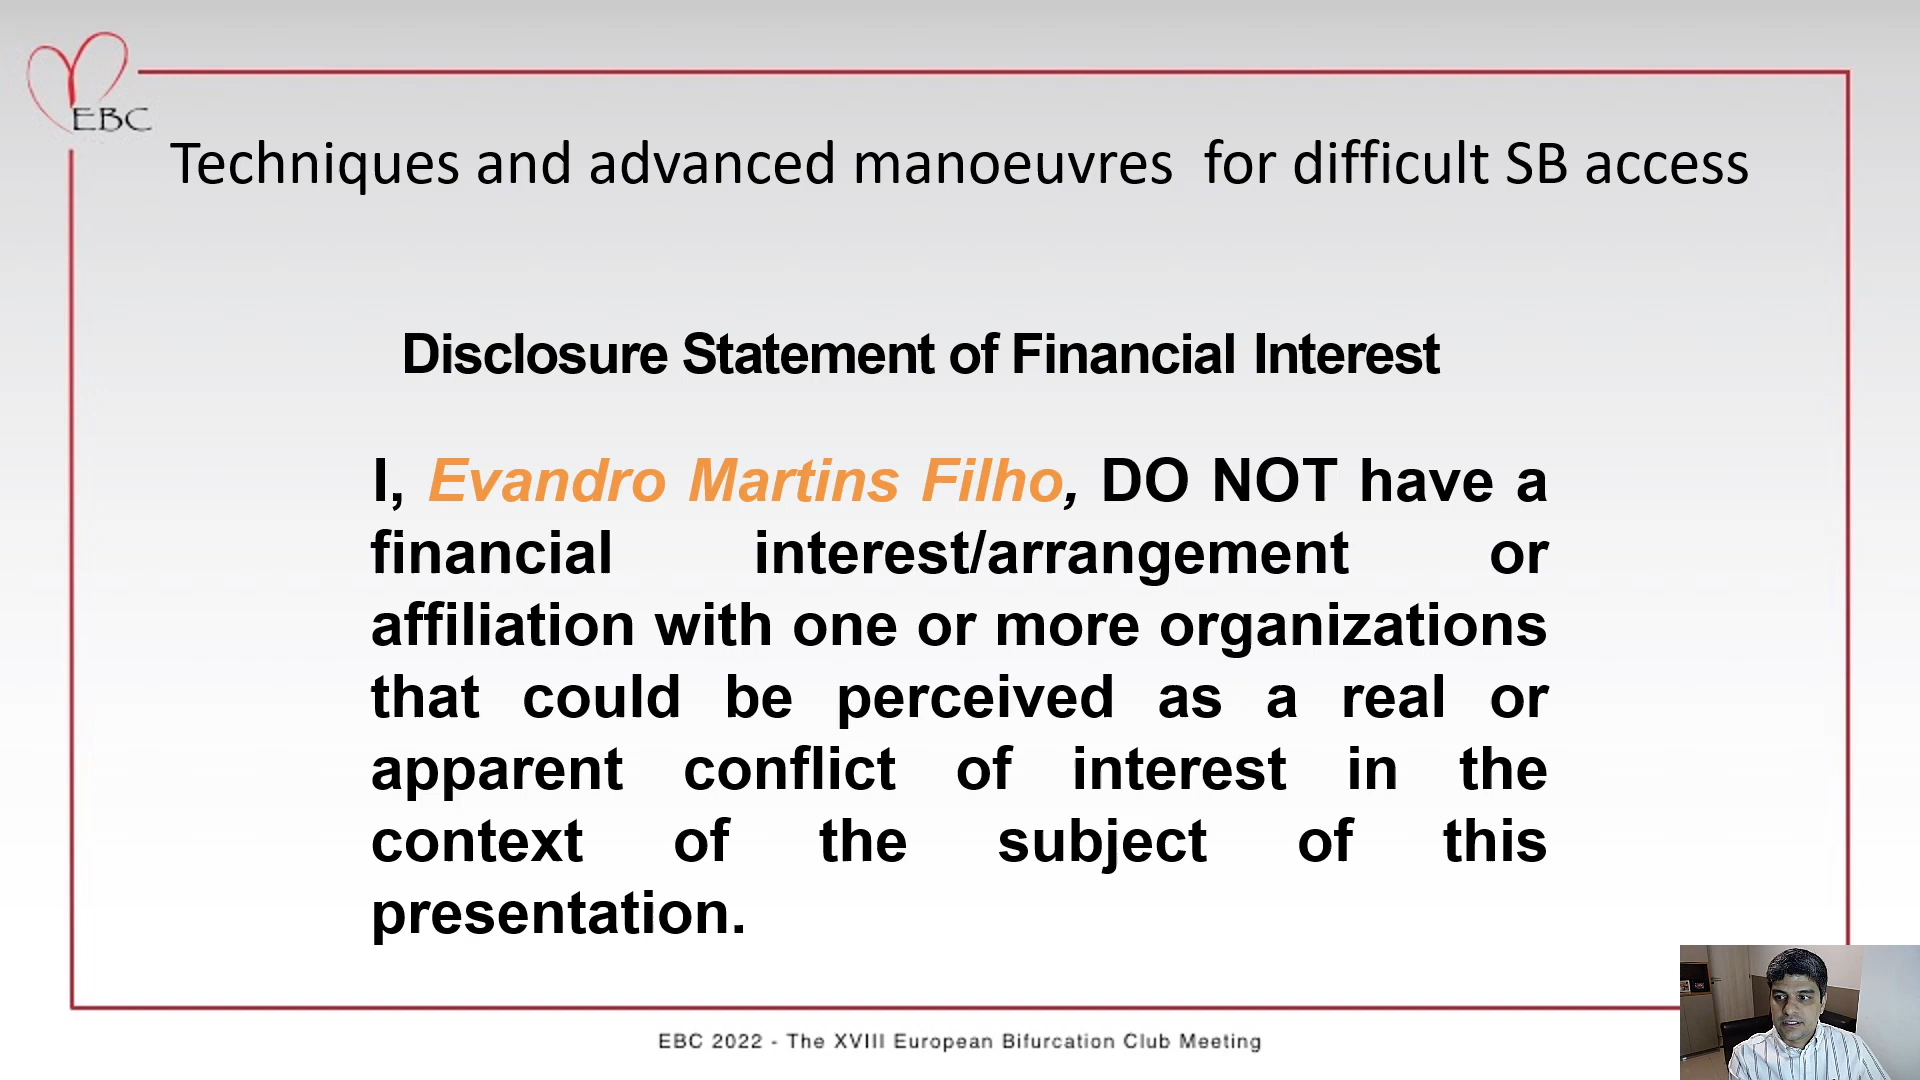 EBC
Techniques and advanced manoeuvres for difficult SB access
Disclosure Statement of Financial Interest
I, Evandro Martins Filho, DO NOT have a
financial interest/arrangement or
affiliation with one or more organizations
that could be perceived as a real or
apparent conflict of interest in the
context of the subject of this
presentation.
EBC 2022 - The XVIII European Bifurcation Club Meeting